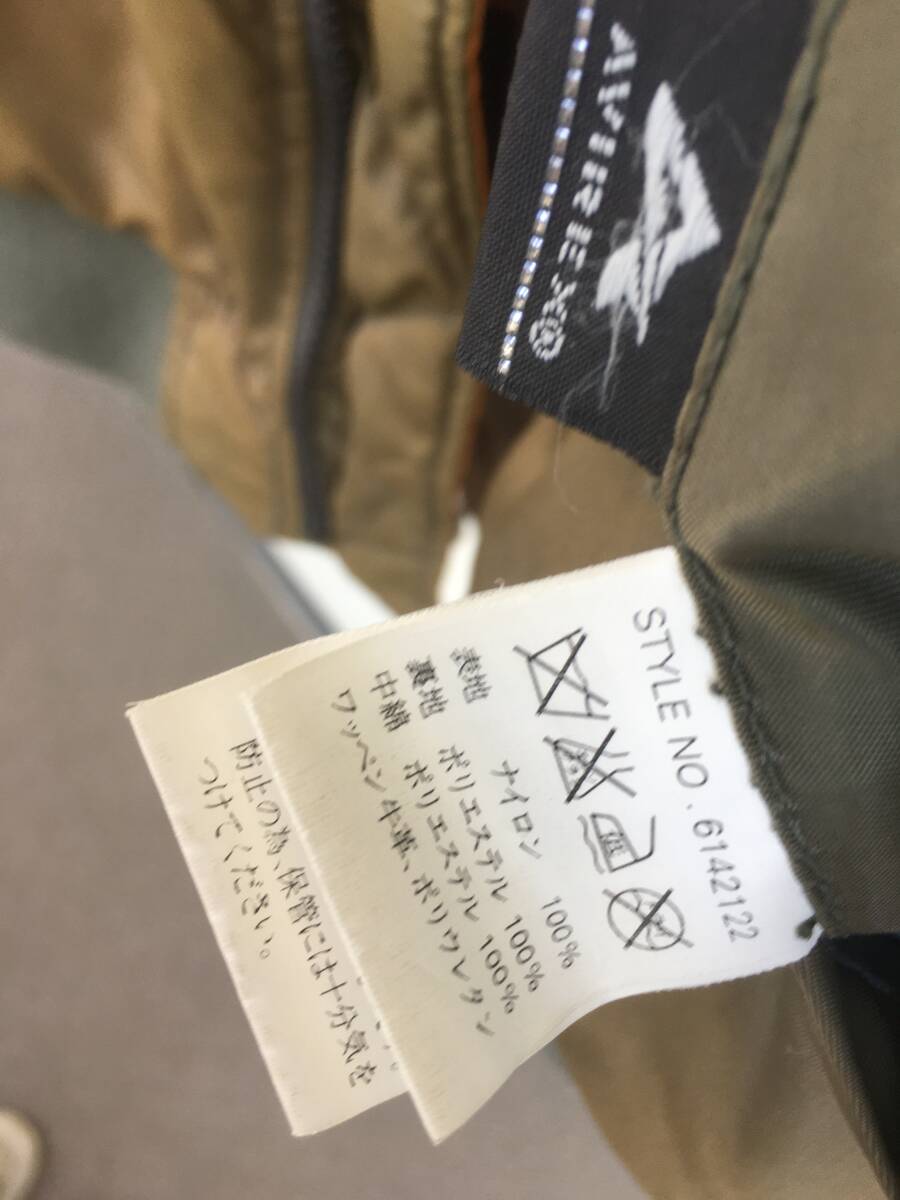 AVIREX®
STYLE NO. 6142122
表地 ナイロン 100%
裏地 ポリエステル 100%
中綿 ポリエステル 100%
ワッペン 牛革、ポリウレタン
防止の為、保管には十分気を
つけてください。